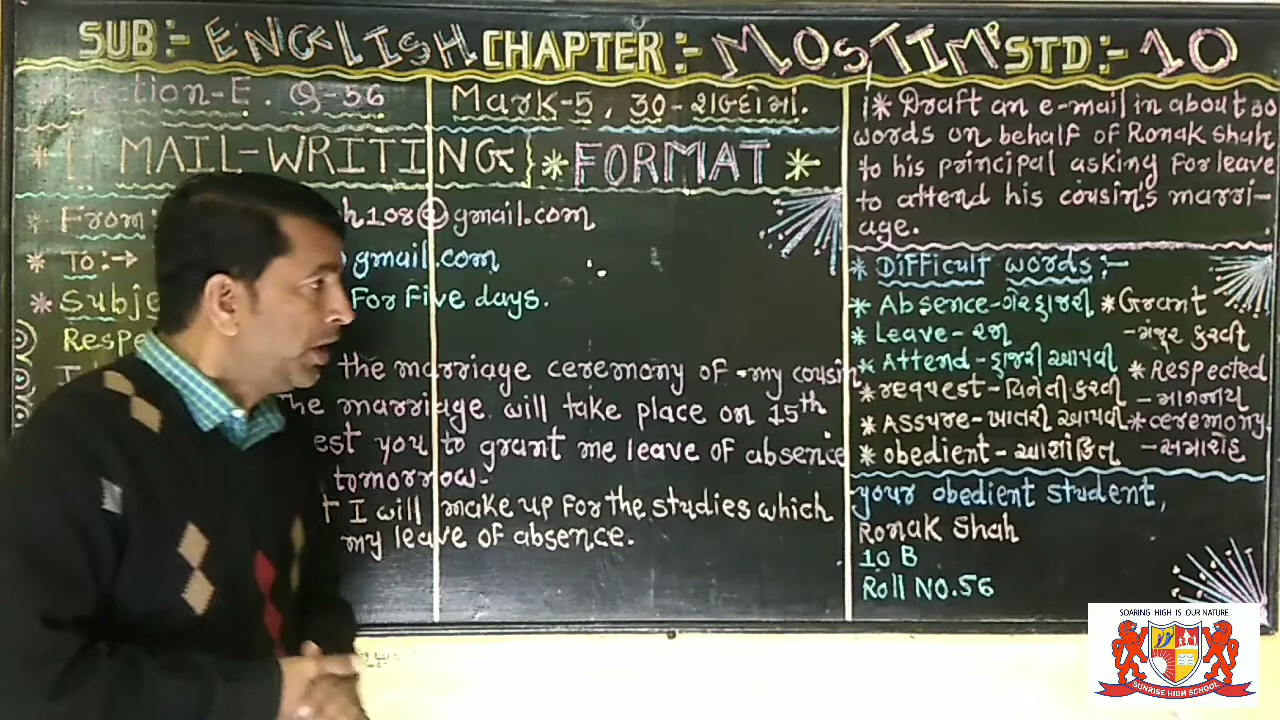 SUB:- ENGLISH CHAPTER:- MOSTIMP STD:- 10
E. Q-56
Mark-5, 30-શબ્દોમાં.
MAIL-WRITING} * FORMAT *
* From: h108@gmail.com
* To:→ gmail.com
* Subje For Five days.
Respe
I the marriage ceremony of my cousin
The marriage will take place on 15th
est you to grant me leave of absence
tomorrow.
t I will make up for the studies which
my leave of absence.
1* Draft an e-mail in about 30
words on behalf of Ronak Shah
to his principal asking for leave
to attend his cousin's marri-
age.
* Difficult words:-
* Absence-ગેરહાજરી *Grant
* Leave-રજા -મંજૂર કરવી
* Attend-હાજરી આપવી *Respected
* request-વિનંતી કરવી -માનનીય
* Assure-ખાતરી આપવી *ceremony.
* obedient-આશાંકિત -સમારોહ
your obedient student,
Ronak Shah
10 B
Roll NO.56
SOARING HIGH IS OUR NATURE
SUNRISE HIGH SCHOOL